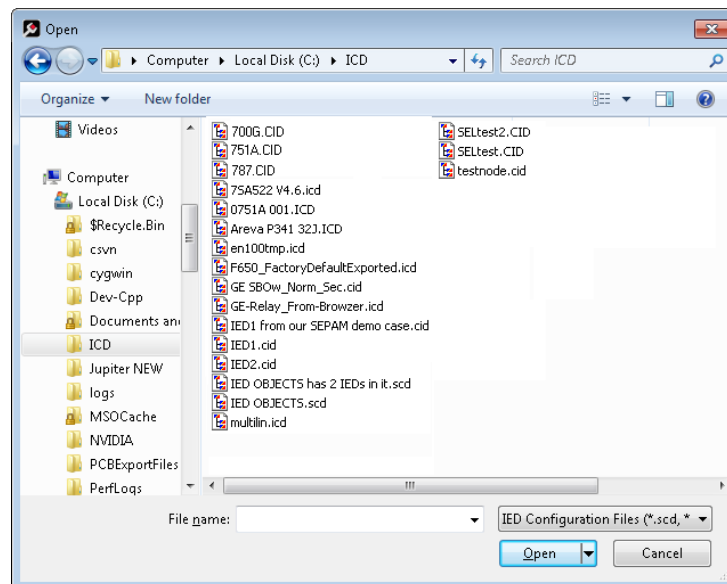 Open
Computer Local Disk (C:) ICD
Search ICD
Organize New folder
Videos
Computer
Local Disk (C:)
$Recycle.Bin
csvn
cygwin
Dev-Cpp
Documents an
ICD
Jupiter NEW
logs
MSOCache
NVIDIA
PCBExportFiles
PerfLogs
700G.CID
751A.CID
787.CID
7SA522 V4.6.icd
0751A 001.ICD
Areva P341 32J.ICD
en100tmp.icd
F650_FactoryDefaultExported.icd
GE SBOw_Norm_Sec.cid
GE-Relay_From-Browzer.icd
IED1 from our SEPAM demo case.cid
IED1.cid
IED2.cid
IED OBJECTS has 2 IEDs in it.scd
IED OBJECTS.scd
multilin.icd
SELtest2.CID
SELtest.CID
testnode.cid
File name:
IED Configuration Files (*.scd, *
Open
Cancel